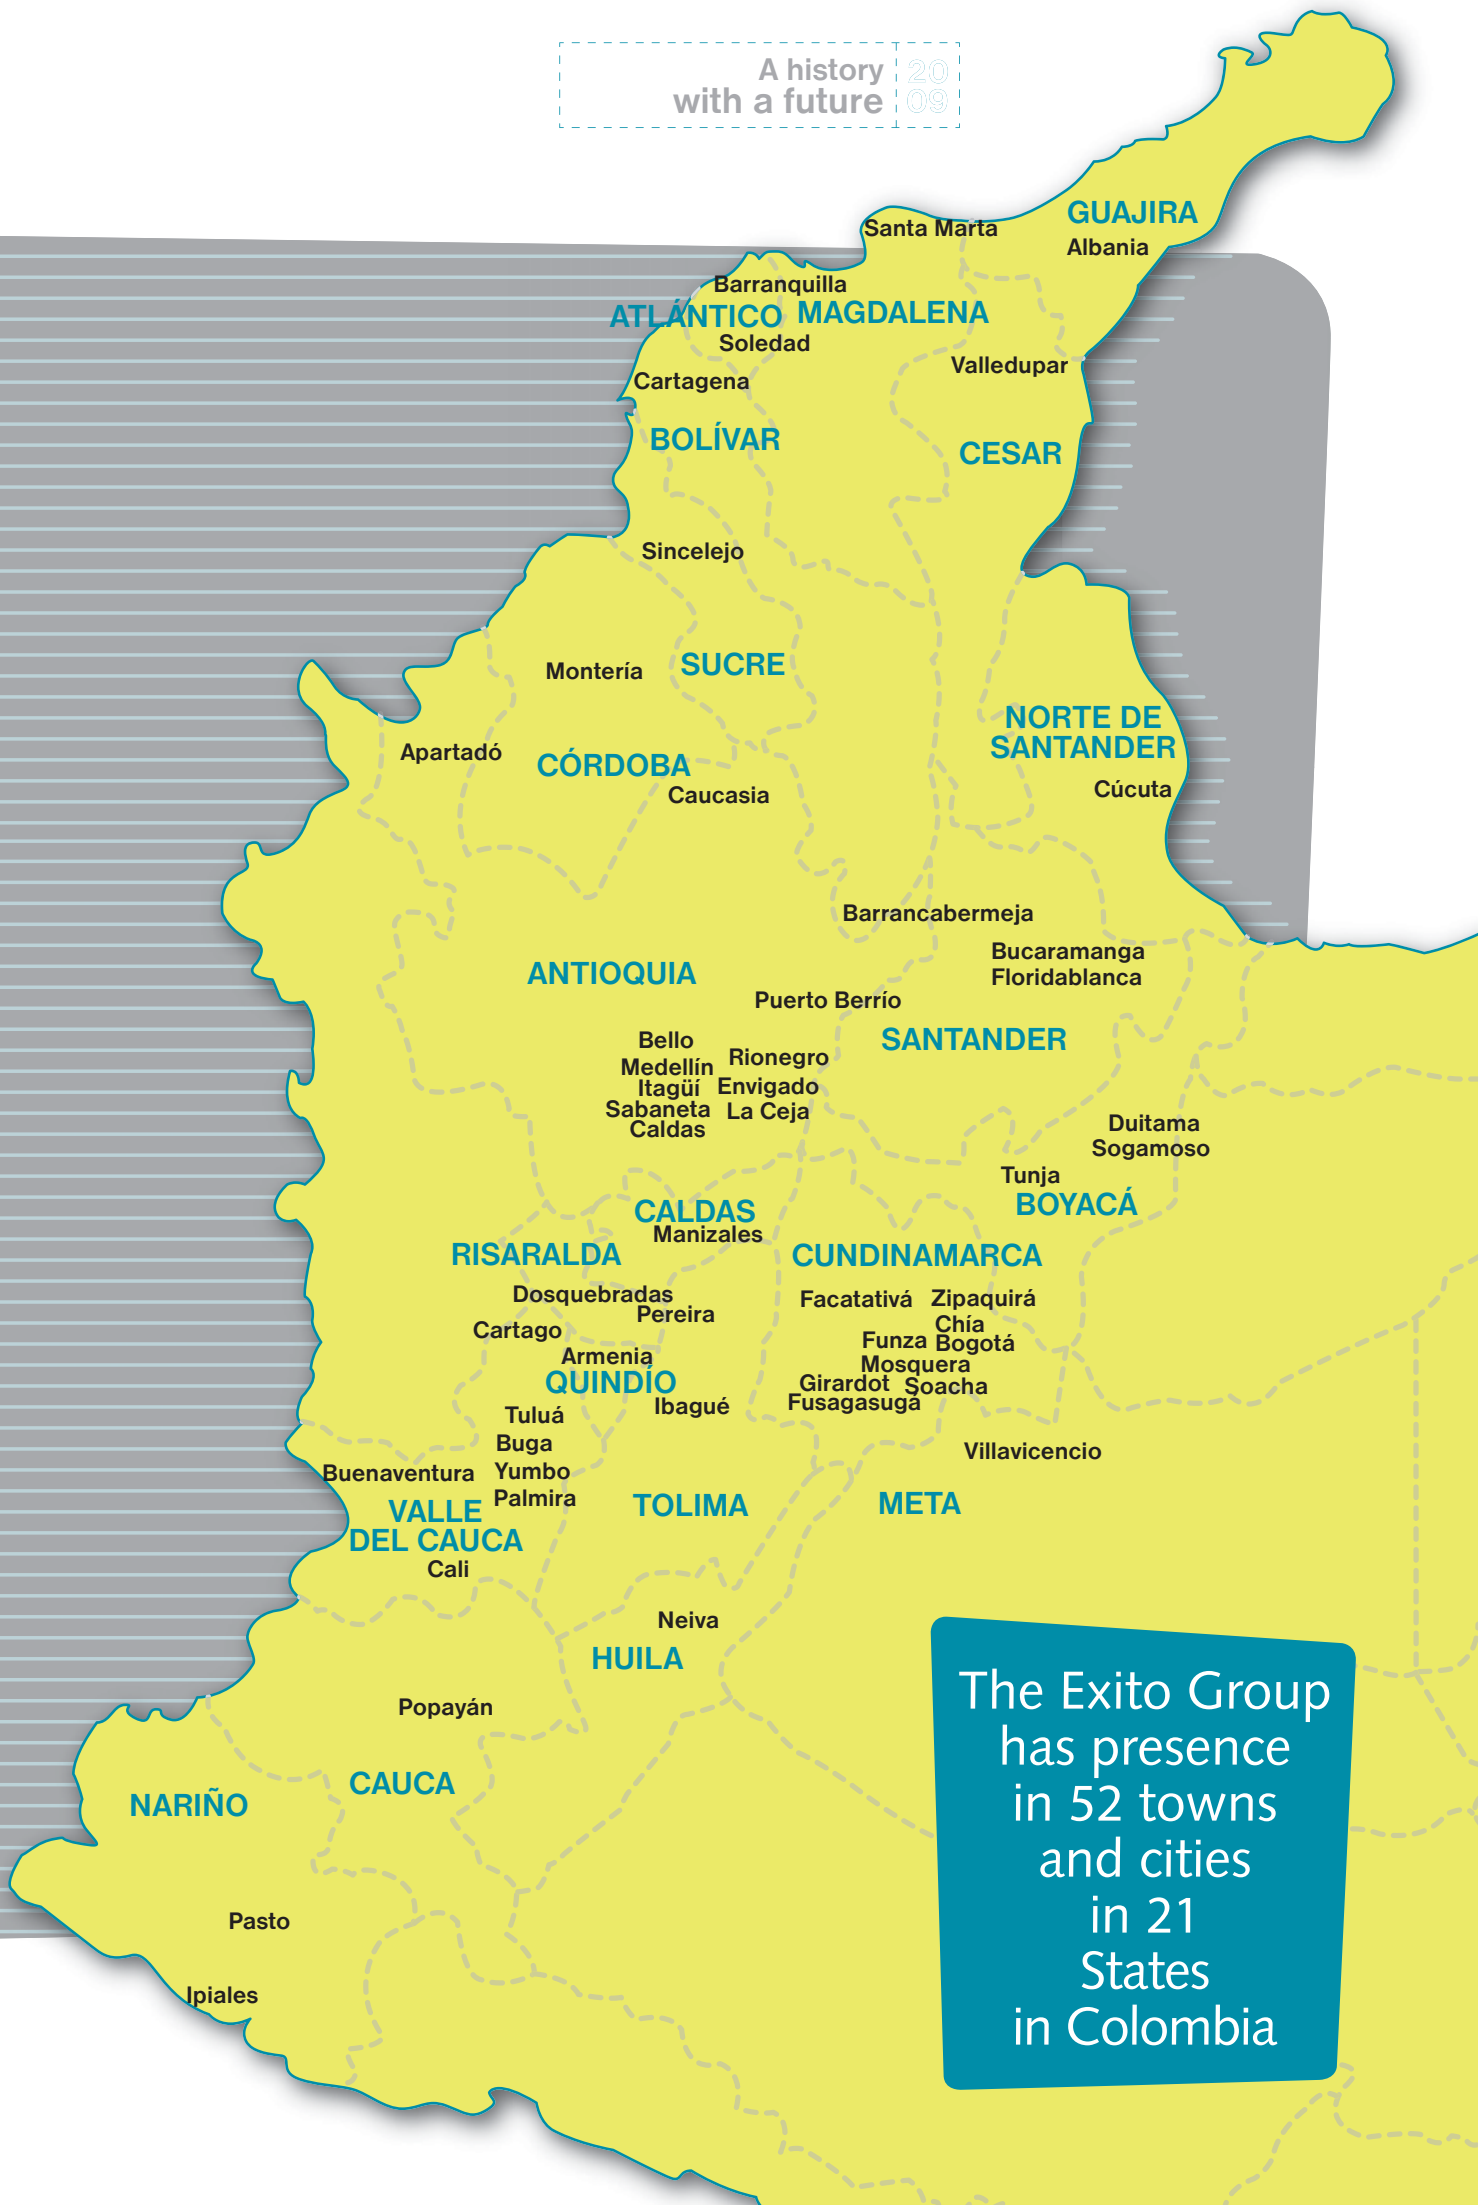 A history
with a future
20
09
GUAJIRA
Santa Marta
Albania
Barranquilla
ATLÁNTICO
MAGDALENA
Soledad
Valledupar
Cartagena
BOLÍVAR
CESAR
Sincelejo
Montería
SUCRE
NORTE DE
SANTANDER
Apartadó
CÓRDOBA
Cúcuta
Caucasia
Barrancabermeja
Bucaramanga
Floridablanca
ANTIOQUIA
Puerto Berrío
SANTANDER
Bello
Medellín
Itagüí
Sabaneta
Caldas
Rionegro
Envigado
La Ceja
Duitama
Sogamoso
Tunja
BOYACÁ
CALDAS
Manizales
RISARALDA
CUNDINAMARCA
Dosquebradas
Pereira
Cartago
Facatativá
Zipaquirá
Chía
Funza
Bogotá
Mosquera
Girardot
Soacha
Fusagasugá
Armenia
QUINDÍO
Ibagué
Tuluá
Buga
Yumbo
Palmira
Buenaventura
Villavicencio
VALLE
DEL CAUCA
Cali
TOLIMA
META
Neiva
HUILA
Popayán
CAUCA
NARIÑO
Pasto
Ipiales
The Exito Group
has presence
in 52 towns
and cities
in 21
States
in Colombia